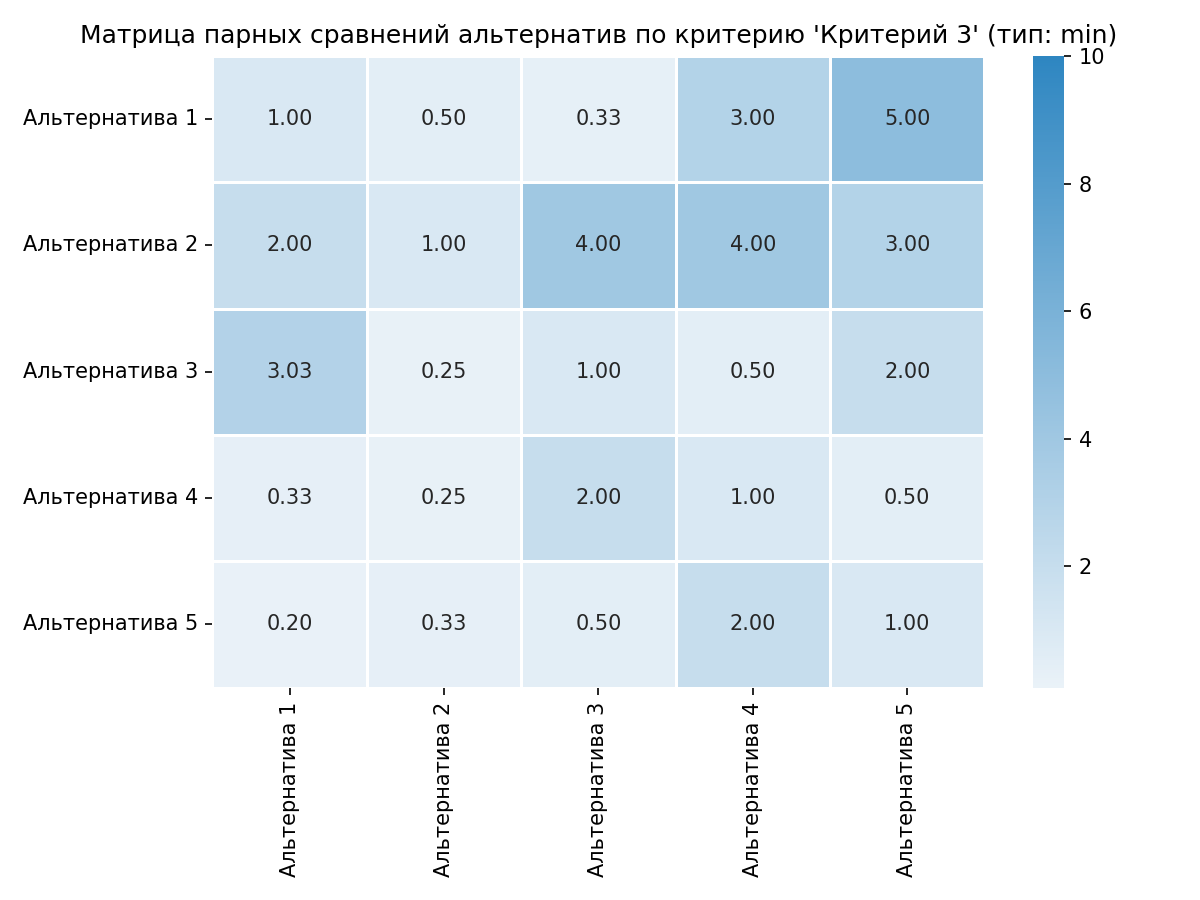 Матрица парных сравнений альтернатив по критерию 'Критерий 3' (тип: min)
Альтернатива 1 1.00 0.50 0.33 3.00 5.00
Альтернатива 2 2.00 1.00 4.00 4.00 3.00
Альтернатива 3 3.03 0.25 1.00 0.50 2.00
Альтернатива 4 0.33 0.25 2.00 1.00 0.50
Альтернатива 5 0.20 0.33 0.50 2.00 1.00
Альтернатива 1
Альтернатива 2
Альтернатива 3
Альтернатива 4
Альтернатива 5
10
8
6
4
2